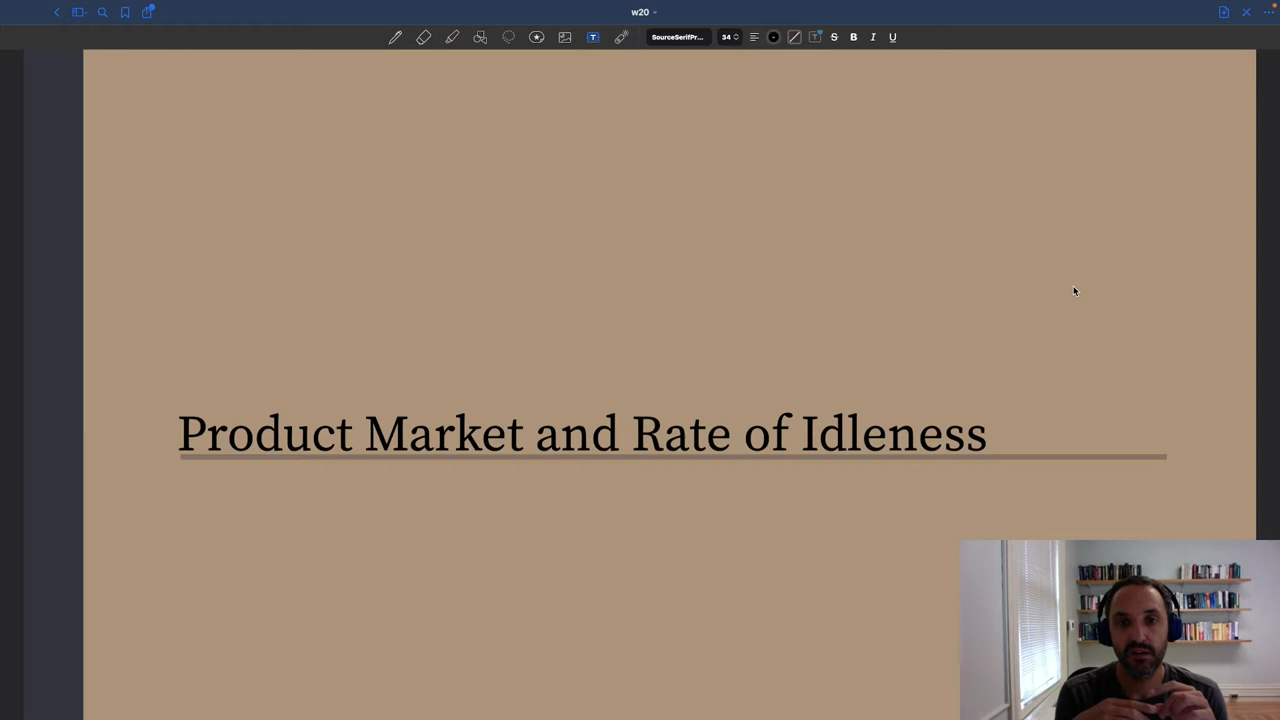 w20
SourceSerifPr... 34 T S B I U
Product Market and Rate of Idleness